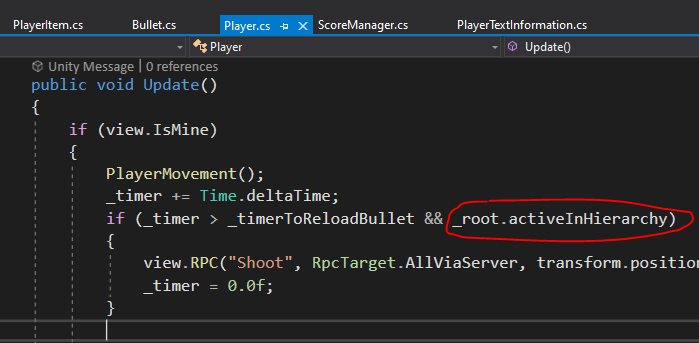 PlayerItem.cs Bullet.cs Player.cs ScoreManager.cs PlayerTextInformation.cs
Player Update()
Unity Message | 0 references
public void Update()
{
if (view.IsMine)
{
PlayerMovement();
_timer += Time.deltaTime;
if (_timer > _timerToReloadBullet && _root.activeInHierarchy)
{
view.RPC("Shoot", RpcTarget.AllViaServer, transform.position
_timer = 0.0f;
}